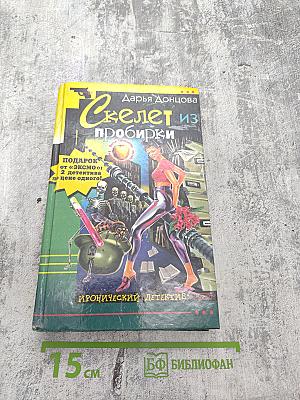 Дарья Донцова
Скелет из
пробирки
ПОДАРОК
от «ЭКСМО»!
2 детектива
по цене одного!
ИРОНИЧЕСКИЙ ДЕТЕКТИВ
15 см
БФ БИБЛИОФАН